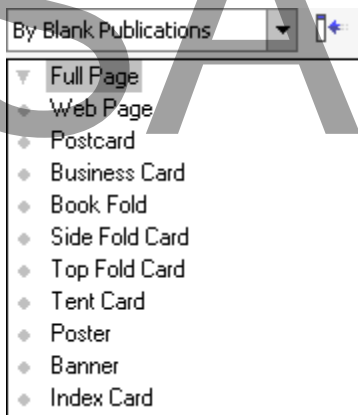 By Blank Publications
Full Page
Web Page
Postcard
Business Card
Book Fold
Side Fold Card
Top Fold Card
Tent Card
Poster
Banner
Index Card
SA